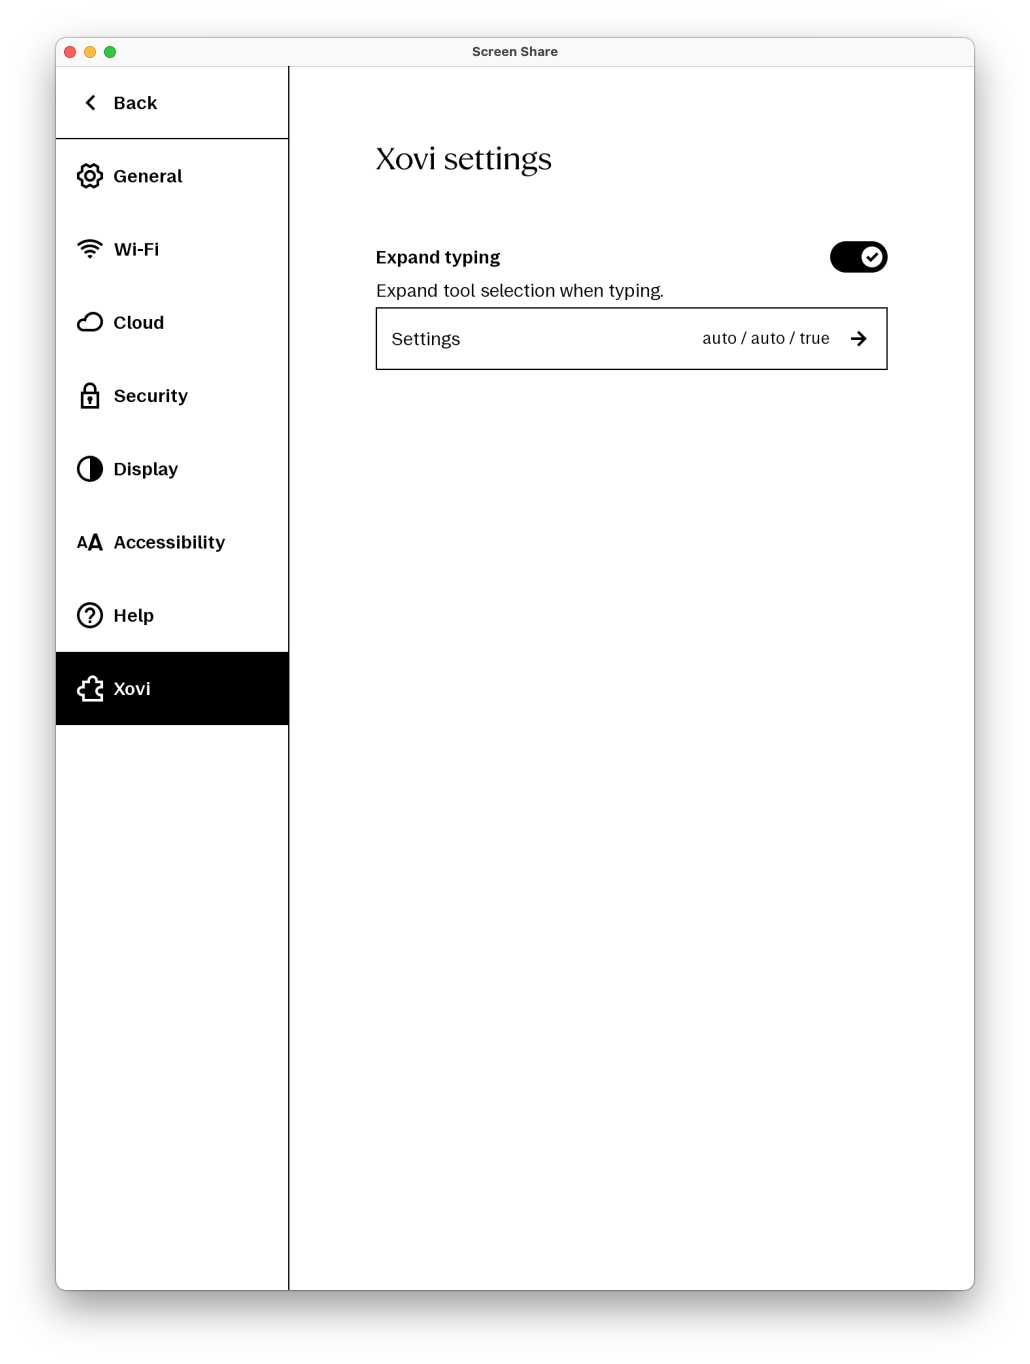 Screen Share
Back
General
Wi-Fi
Cloud
Security
Display
AA Accessibility
Help
Xovi
Xovi settings
Expand typing
Expand tool selection when typing.
Settings auto / auto / true